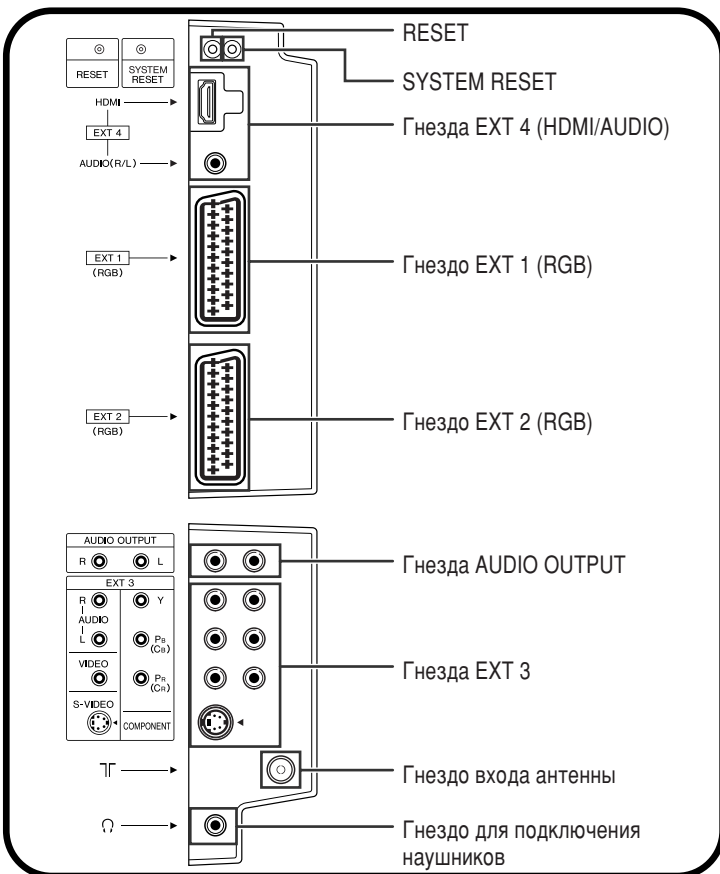 RESET
SYSTEM
RESET
HDMI
EXT 4
AUDIO(R/L)
EXT 1
(RGB)
EXT 2
(RGB)
RESET
SYSTEM RESET
Гнезда EXT 4 (HDMI/AUDIO)
Гнездо EXT 1 (RGB)
Гнездо EXT 2 (RGB)
AUDIO OUTPUT
R L
EXT 3
R Y
AUDIO
L PB
(CB)
VIDEO
PR
(CR)
S-VIDEO
COMPONENT
Гнезда AUDIO OUTPUT
Гнезда EXT 3
Гнездо входа антенны
Гнездо для подключения
наушников